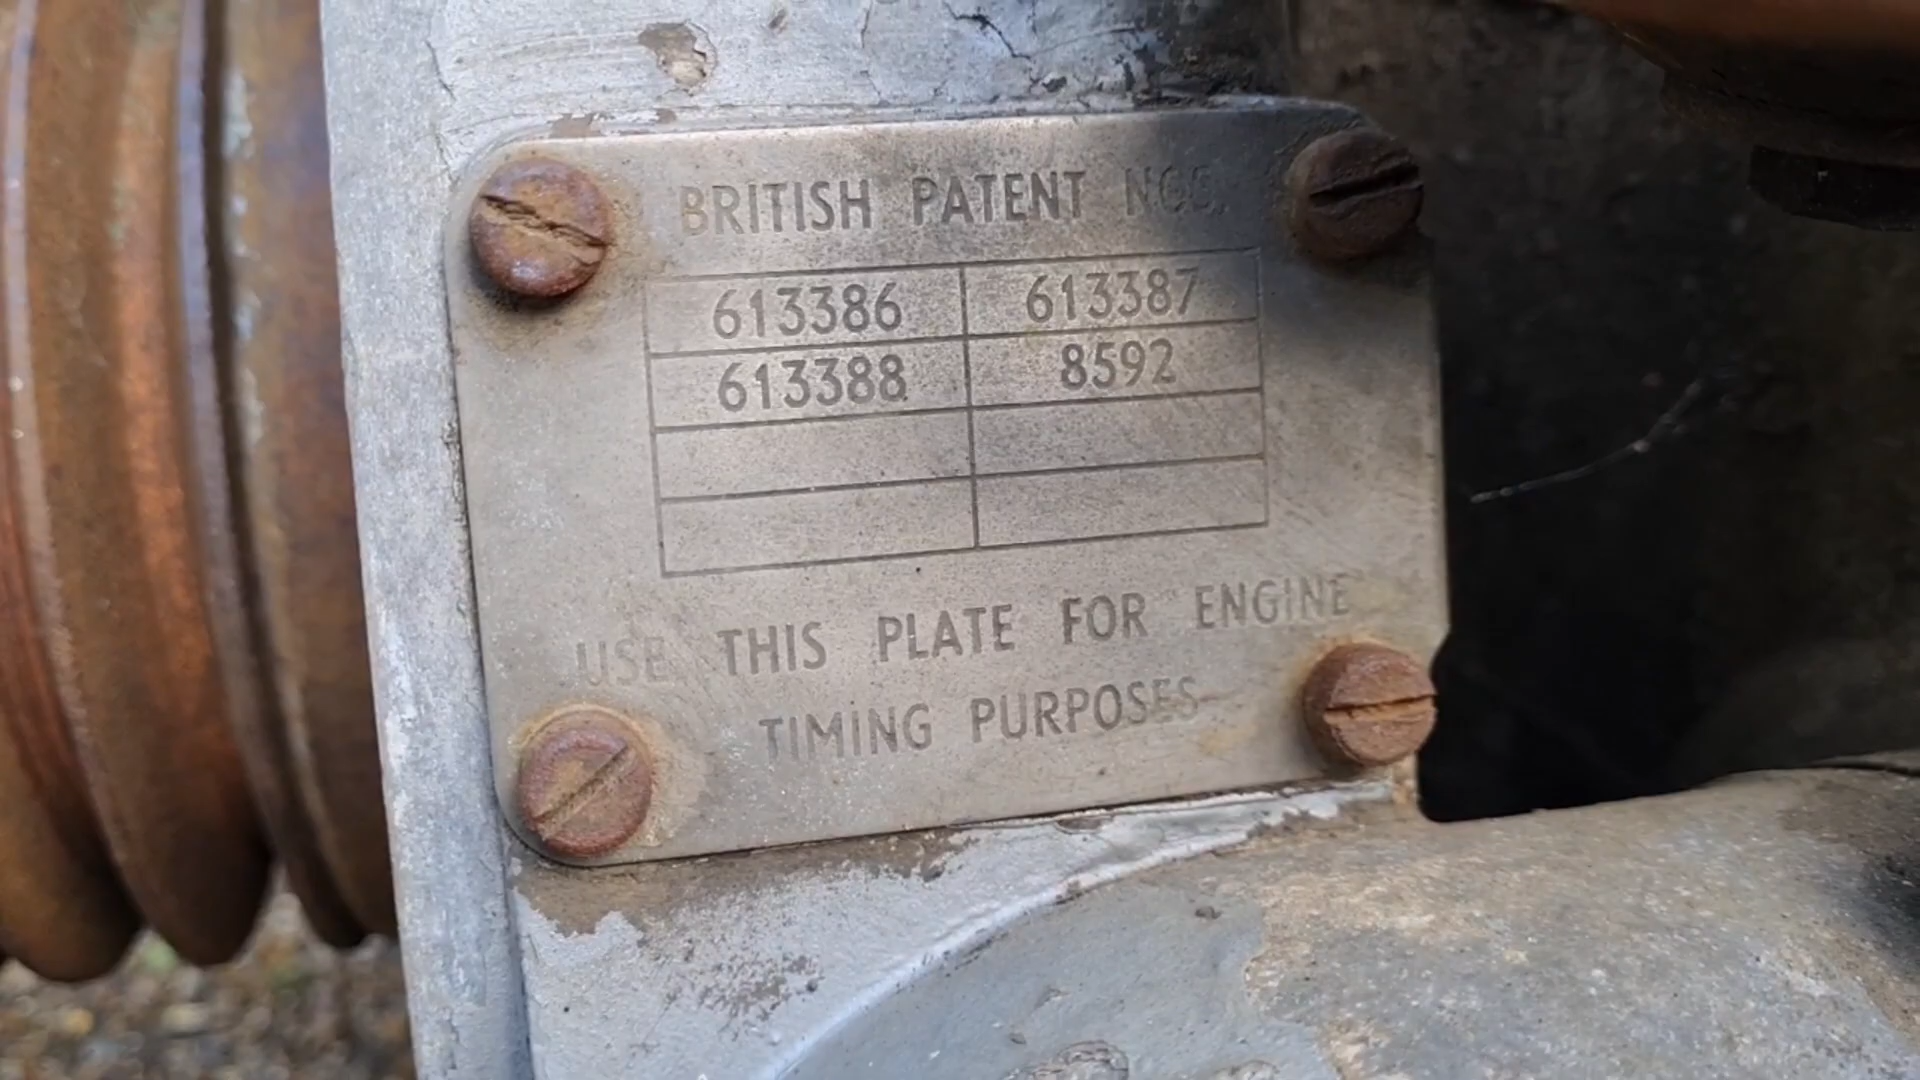 BRITISH PATENT NOS.
613386 613387
613388 8592
USE THIS PLATE FOR ENGINE
TIMING PURPOSES